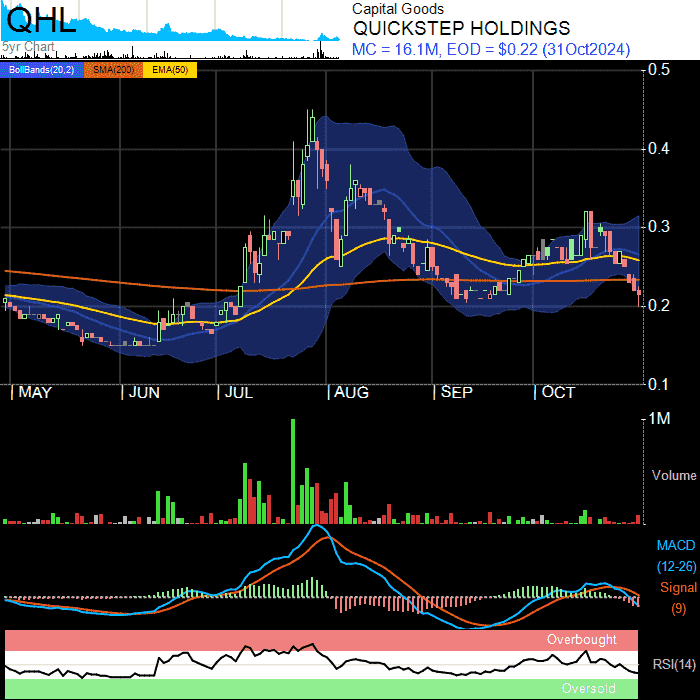 QHL
Capital Goods
QUICKSTEP HOLDINGS
5yr Chart
MC = 16.1M, EOD = $0.22 (31Oct2024)
BollBands(20,2) SMA(200) EMA(50)
0.5
0.4
0.3
0.2
0.1
MAY JUN JUL AUG SEP OCT
1M
Volume
0
MACD
(12-26)
Signal
(9)
Overbought
RSI(14)
Oversold